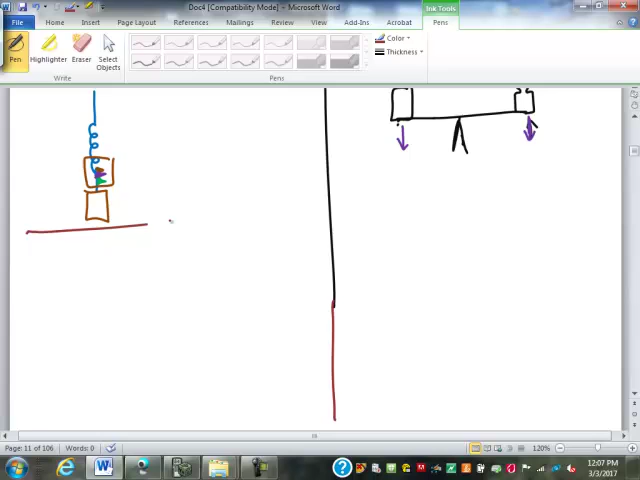 Doc4 [Compatibility Mode] - Microsoft Word
Ink Tools
File
Home
Insert
Page Layout
References
Mailings
Review
View
Add-Ins
Acrobat
Pens
Pen
Highlighter
Eraser
Select
Objects
Color
Thickness
Write
Pens
Page: 11 of 106
Words: 0
120%
12:07 PM
3/3/2017